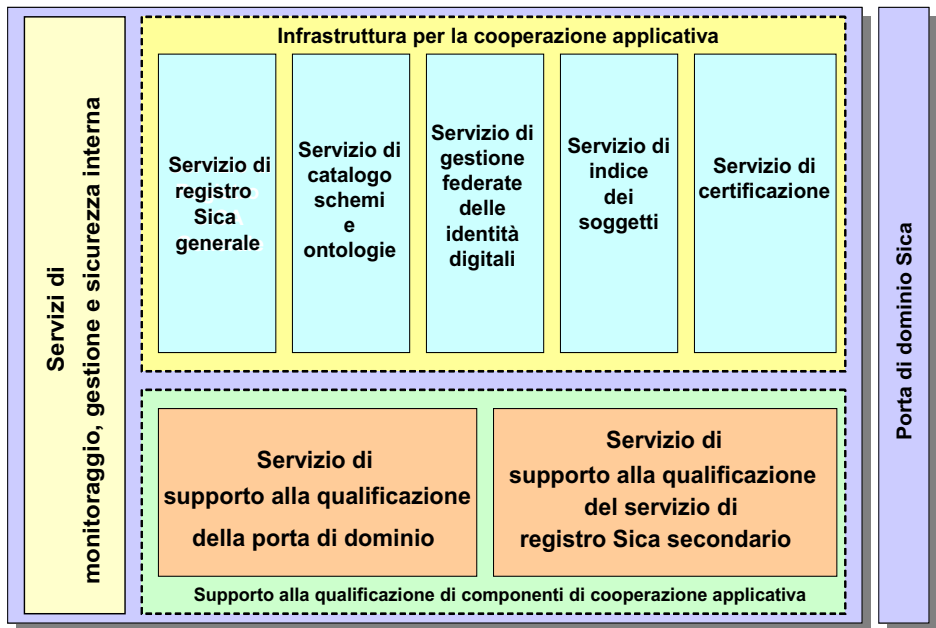 Servizi di
monitoraggio, gestione e sicurezza interna
Infrastruttura per la cooperazione applicativa
Servizio di
registro
Sica
generale
Servizio di
catalogo
schemi
e
ontologie
Servizio di
gestione
federate
delle
identità
digitali
Servizio di
indice
dei
soggetti
Servizio di
certificazione
Servizio di
supporto alla qualificazione
della porta di dominio
Servizio di
supporto alla qualificazione
del servizio di
registro Sica secondario
Supporto alla qualificazione di componenti di cooperazione applicativa
Porta di dominio Sica